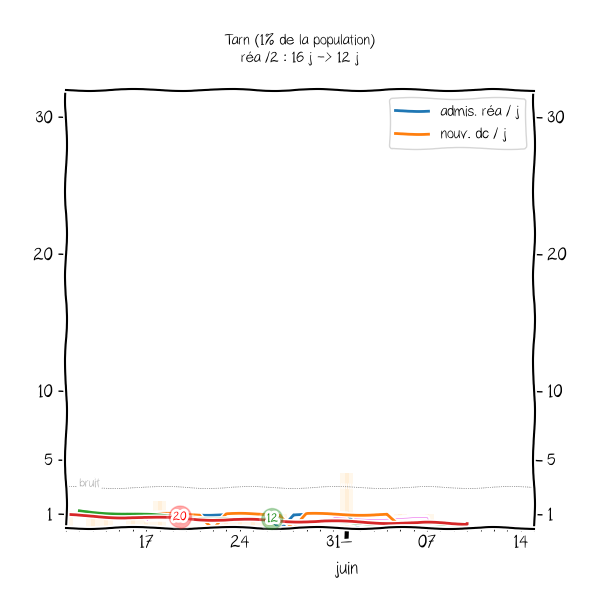 Tarn (1% de la population)
réa /2 : 16 j -> 12 j
admis. réa / j
nouv. dc / j
30
30
20
20
10
10
5
5
bruit
1
20
12
1
17
24
31
07
14
juin